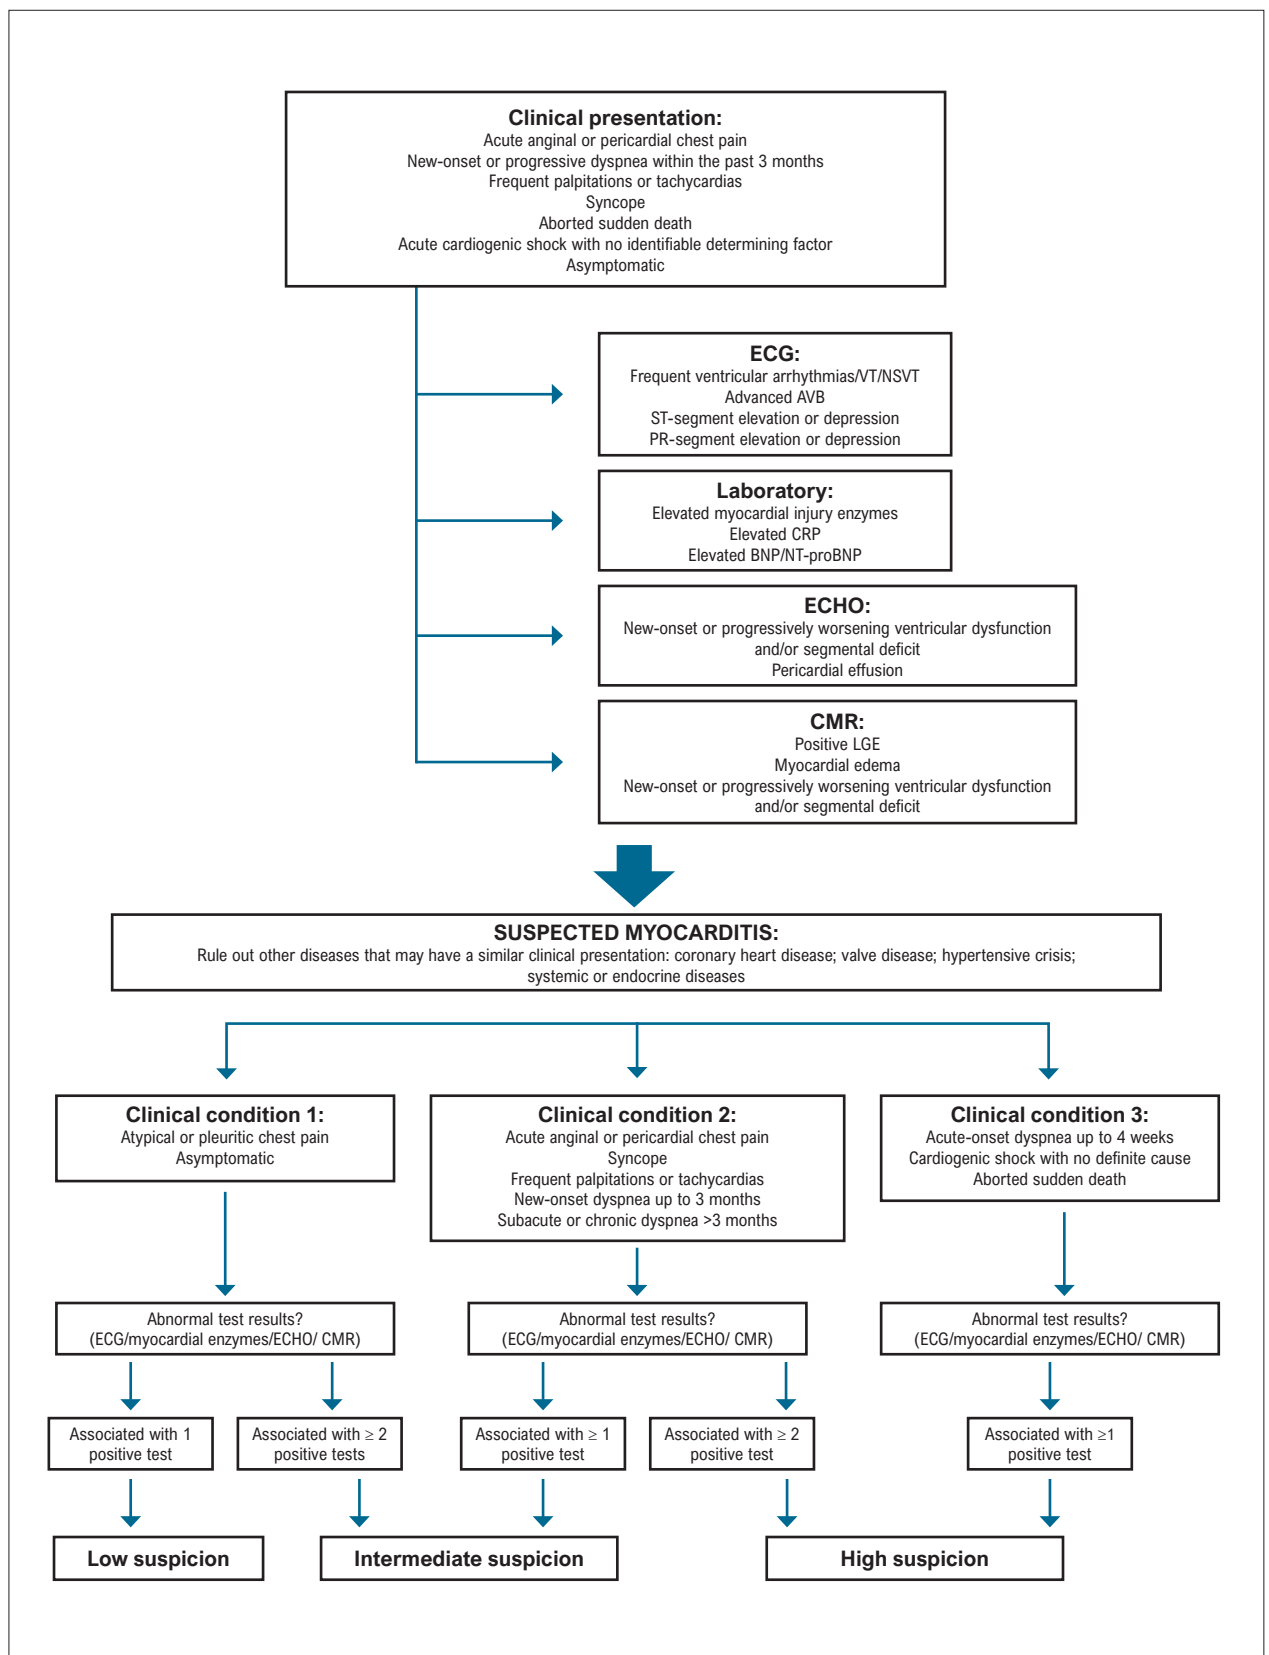 Clinical presentation:
Acute anginal or pericardial chest pain
New-onset or progressive dyspnea within the past 3 months
Frequent palpitations or tachycardias
Syncope
Aborted sudden death
Acute cardiogenic shock with no identifiable determining factor
Asymptomatic
ECG:
Frequent ventricular arrhythmias/VT/NSVT
Advanced AVB
ST-segment elevation or depression
PR-segment elevation or depression
Laboratory:
Elevated myocardial injury enzymes
Elevated CRP
Elevated BNP/NT-proBNP
ECHO:
New-onset or progressively worsening ventricular dysfunction
and/or segmental deficit
Pericardial effusion
CMR:
Positive LGE
Myocardial edema
New-onset or progressively worsening ventricular dysfunction
and/or segmental deficit
SUSPECTED MYOCARDITIS:
Rule out other diseases that may have a similar clinical presentation: coronary heart disease; valve disease; hypertensive crisis;
systemic or endocrine diseases
Clinical condition 1:
Atypical or pleuritic chest pain
Asymptomatic
Clinical condition 2:
Acute anginal or pericardial chest pain
Syncope
Frequent palpitations or tachycardias
New-onset dyspnea up to 3 months
Subacute or chronic dyspnea >3 months
Clinical condition 3:
Acute-onset dyspnea up to 4 weeks
Cardiogenic shock with no definite cause
Aborted sudden death
Abnormal test results?
(ECG/myocardial enzymes/ECHO/ CMR)
Abnormal test results?
(ECG/myocardial enzymes/ECHO/ CMR)
Abnormal test results?
(ECG/myocardial enzymes/ECHO/ CMR)
Associated with 1
positive test
Associated with ≥ 2
positive tests
Associated with ≥ 1
positive test
Associated with ≥ 2
positive test
Associated with ≥1
positive test
Low suspicion
Intermediate suspicion
High suspicion